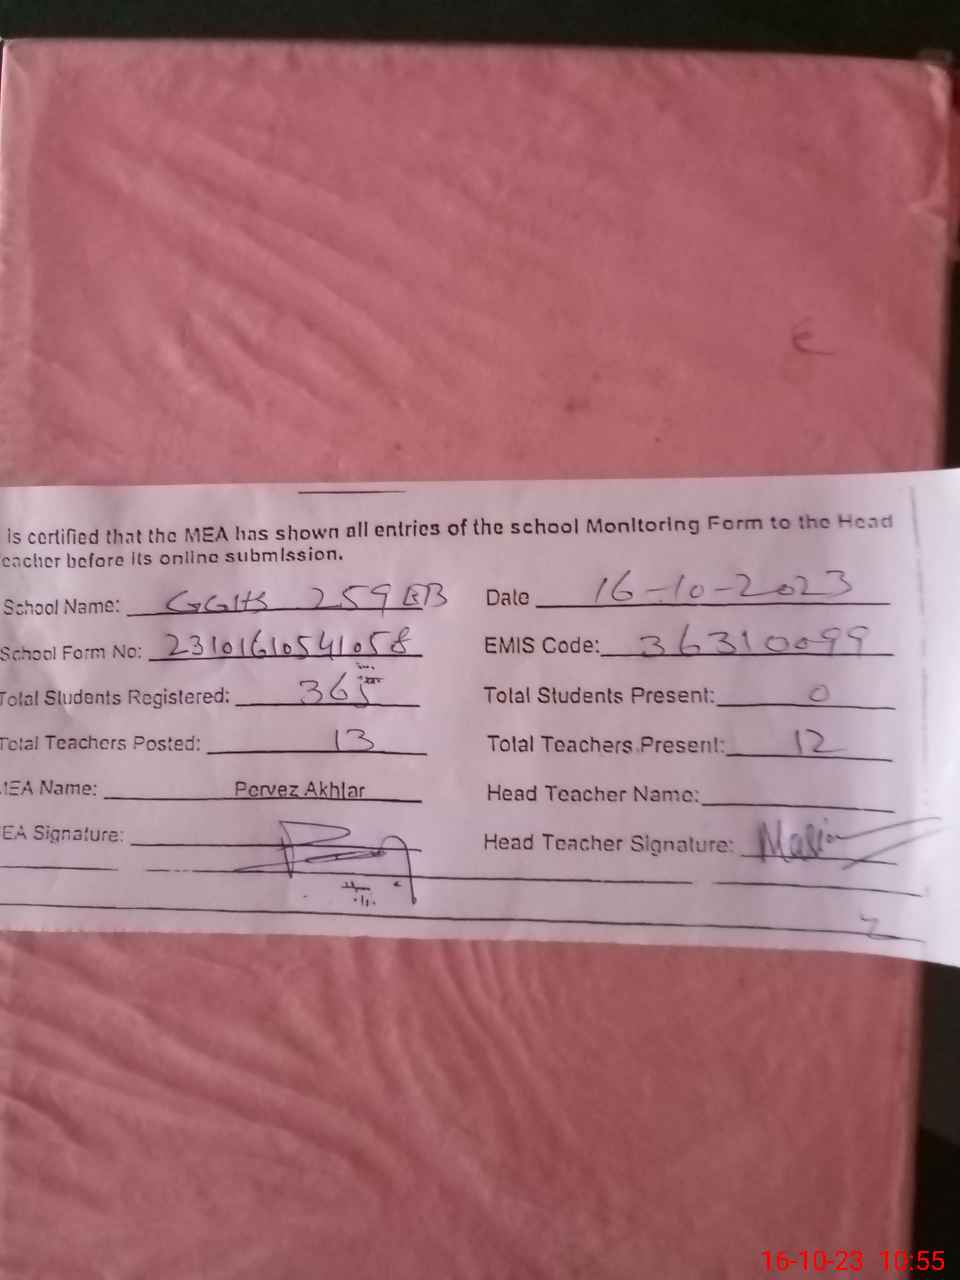 is certified that the MEA has shown all entries of the school Monitoring Form to the Head
eacher before its online submission.
School Name: GGHS 259 EB Date 16-10-2023
School Form No: 23101610541058 EMIS Code: 36310099
Total Students Registered: 365 Total Students Present: 0
Total Teachers Posted: 13 Total Teachers Present: 12
MEA Name: Pervez Akhtar Head Teacher Name:
EA Signature: Head Teacher Signature:
16-10-23 10:55